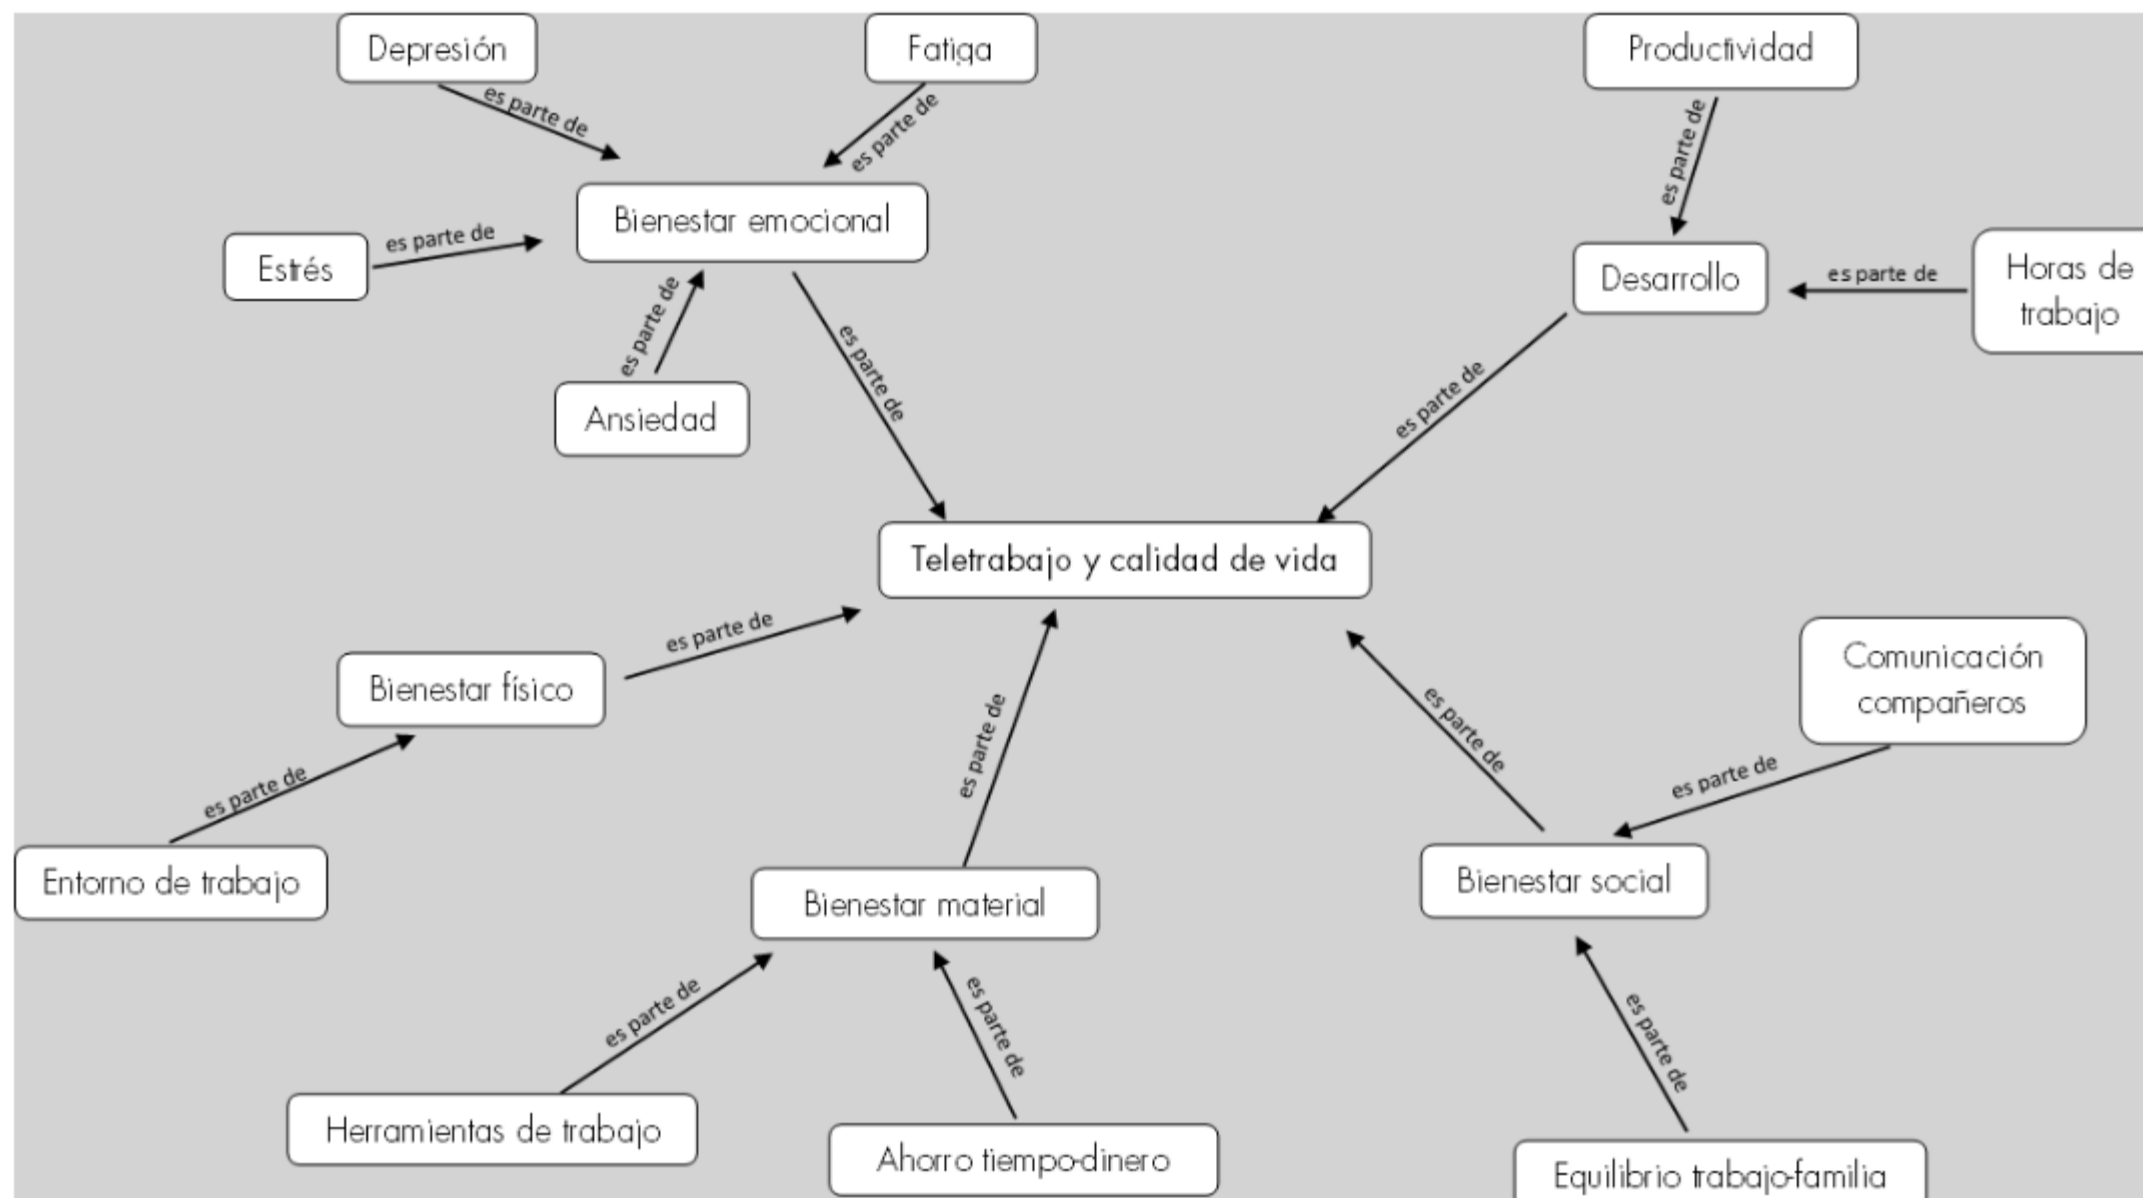 Depresión
Fatiga
Productividad
es parte de
es parte de
es parte de
Bienestar emocional
Estrés
es parte de
Desarrollo
es parte de
Horas de
trabajo
es parte de
Ansiedad
es parte de
es parte de
Teletrabajo y calidad de vida
es parte de
Bienestar físico
es parte de
es parte de
Comunicación
compañeros
es parte de
es parte de
Entorno de trabajo
Bienestar material
Bienestar social
es parte de
es parte de
es parte de
Herramientas de trabajo
Ahorro tiempo-dinero
Equilibrio trabajo-familia